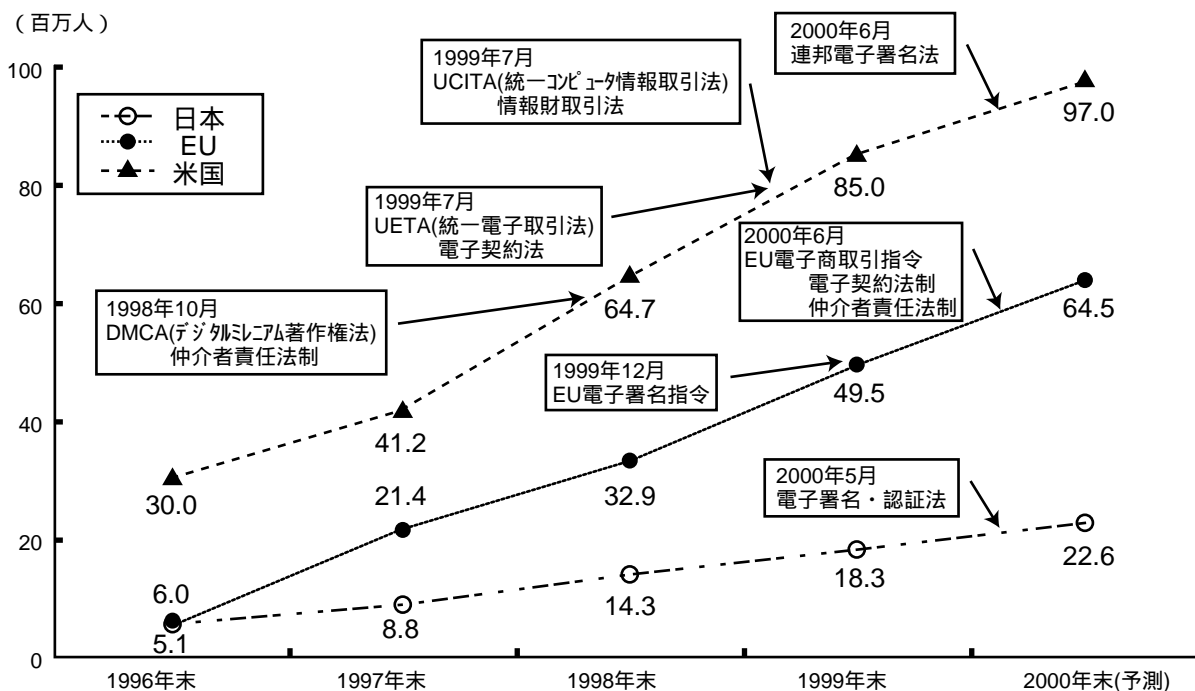 （百万人）
100
80
60
40
20
0
日本
EU
米国
1999年7月
UCITA(統一ｺﾝﾋﾟｭｰﾀ情報取引法)
情報財取引法
2000年6月
連邦電子署名法
1999年7月
UETA(統一電子取引法)
電子契約法
1998年10月
DMCA(ﾃﾞｼﾞﾀﾙﾐﾚﾆｱﾑ著作権法)
仲介者責任法制
2000年6月
EU電子商取引指令
電子契約法制
仲介者責任法制
1999年12月
EU電子署名指令
2000年5月
電子署名・認証法
30.0
41.2
64.7
85.0
97.0
6.0
21.4
32.9
49.5
64.5
5.1
8.8
14.3
18.3
22.6
1996年末
1997年末
1998年末
1999年末
2000年末(予測)